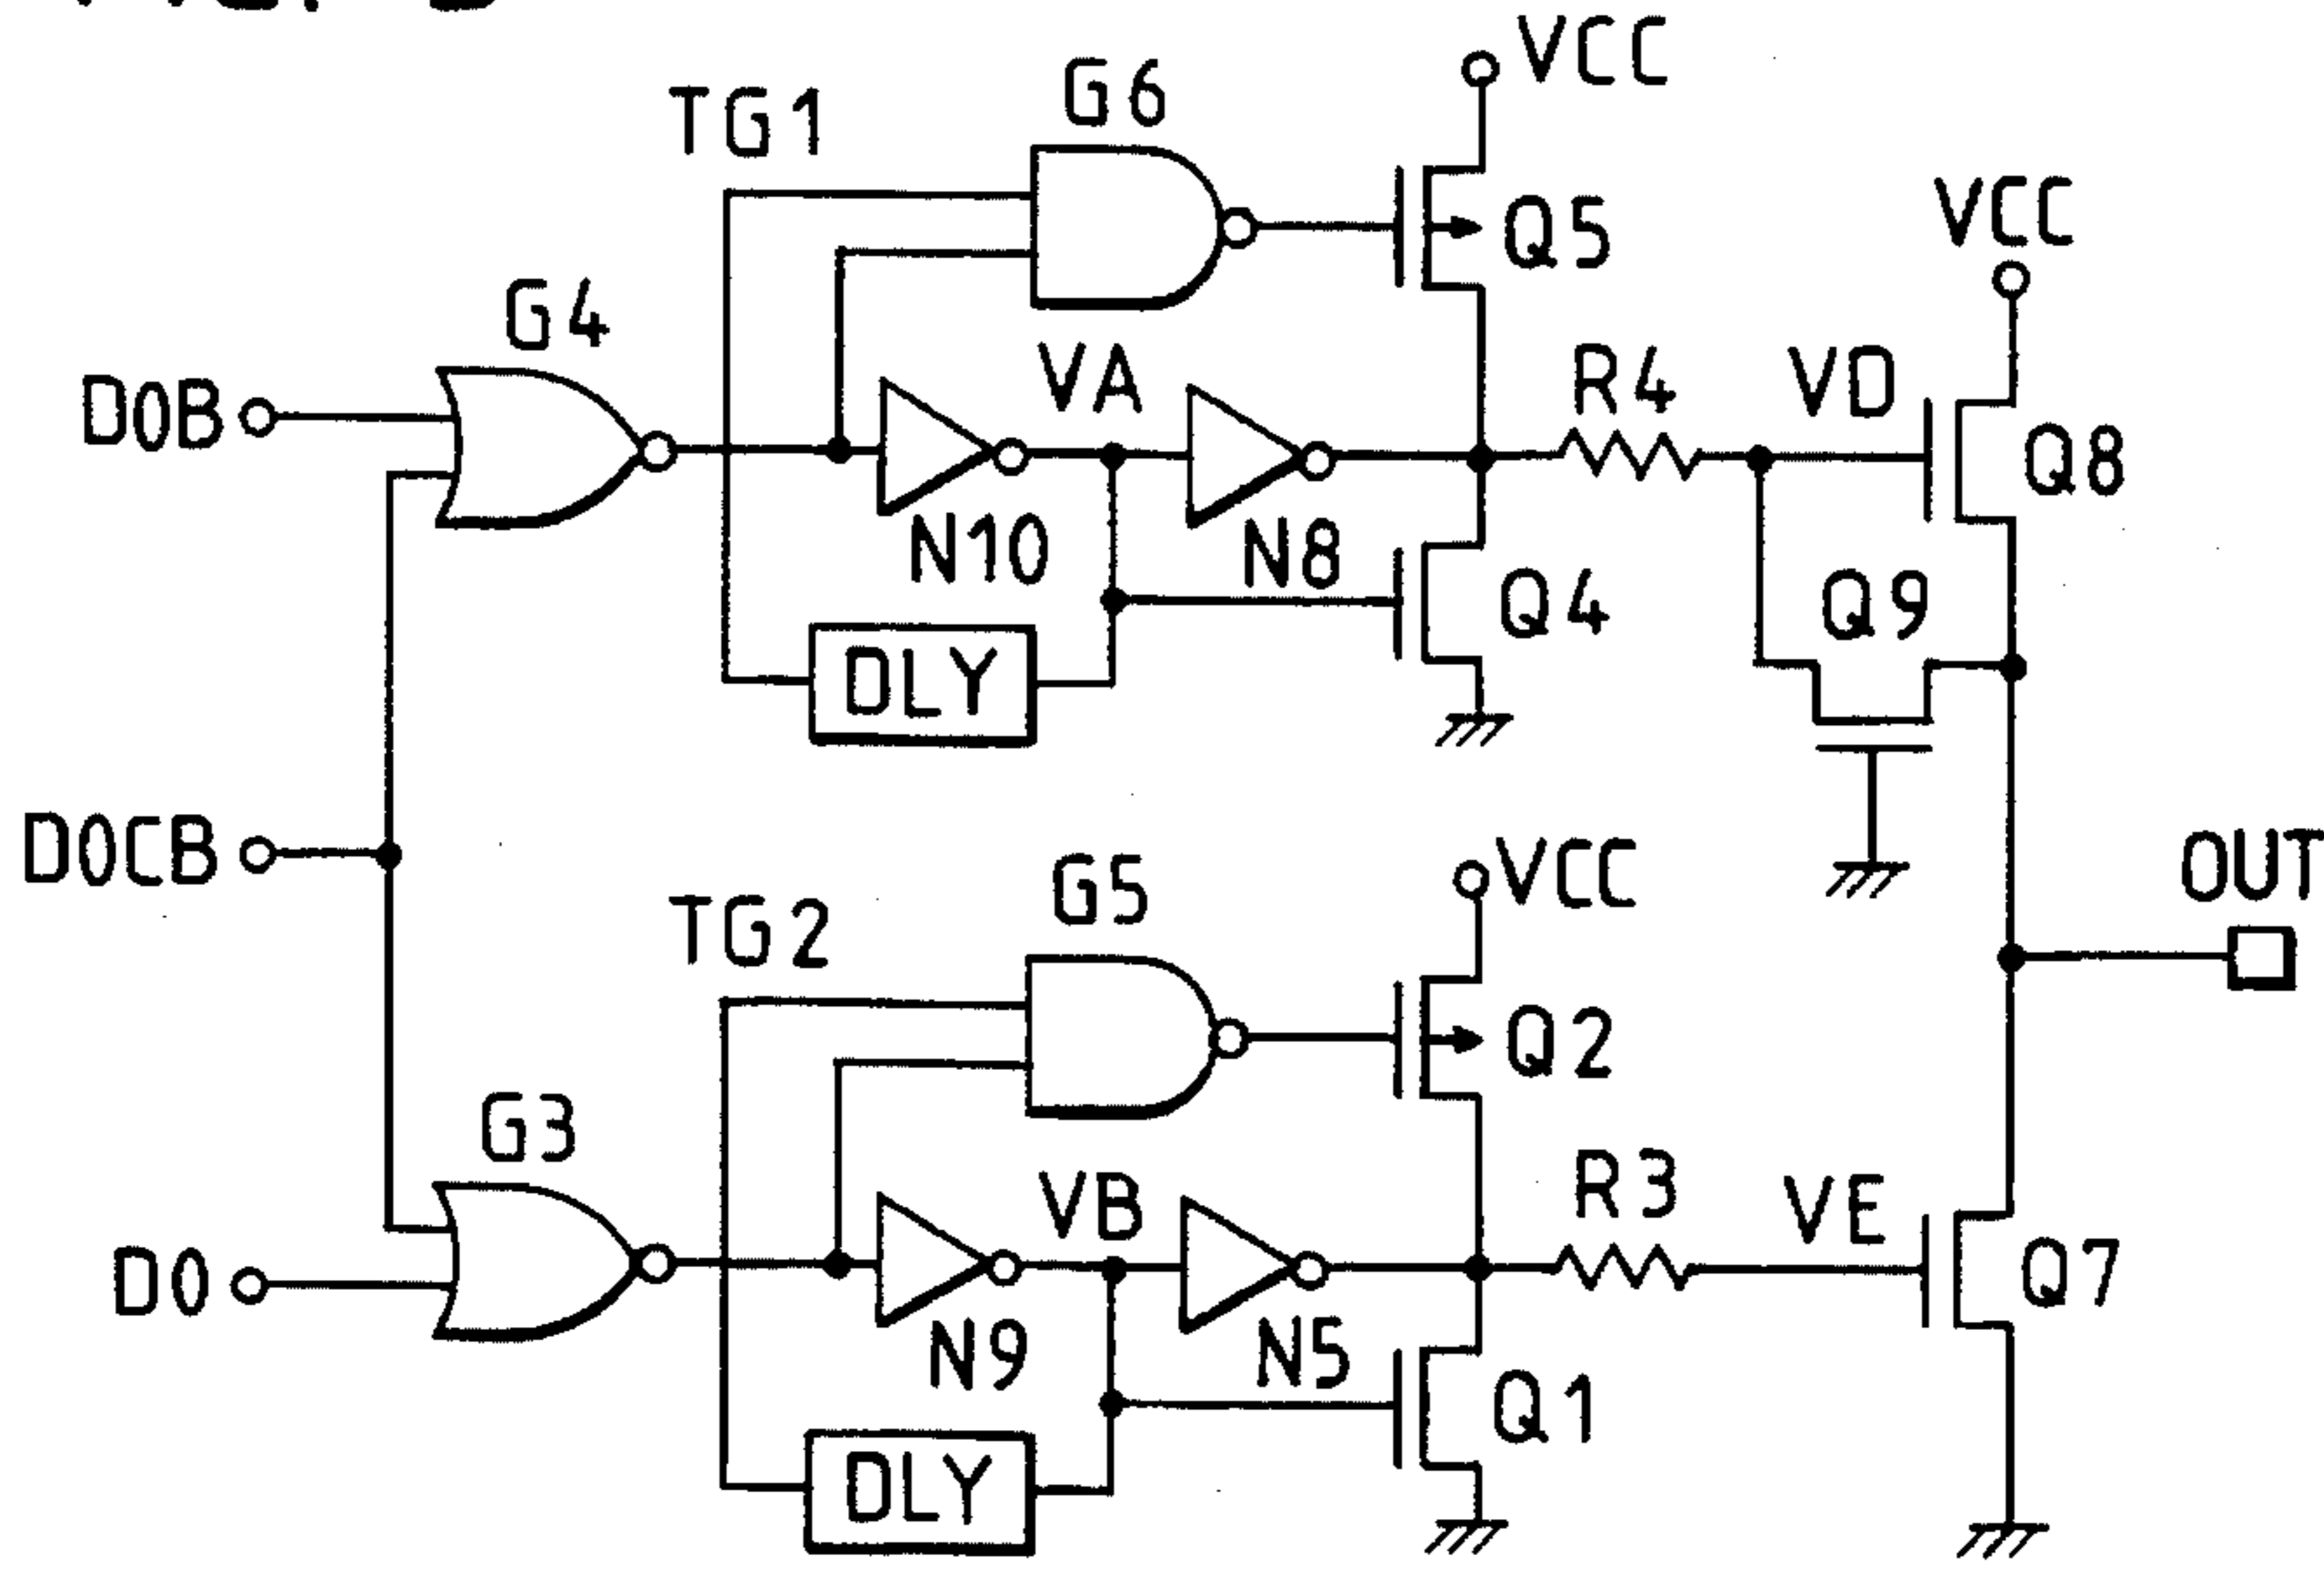 VCC
G6
TG1
Q5
VCC
G4
VA
R4
VD
D0B
Q8
N10
N8
Q4
Q9
DLY
D0CB
VCC
G5
OUT
TG2
Q2
G3
VB
R3
VE
D0
Q7
N9
N5
Q1
DLY